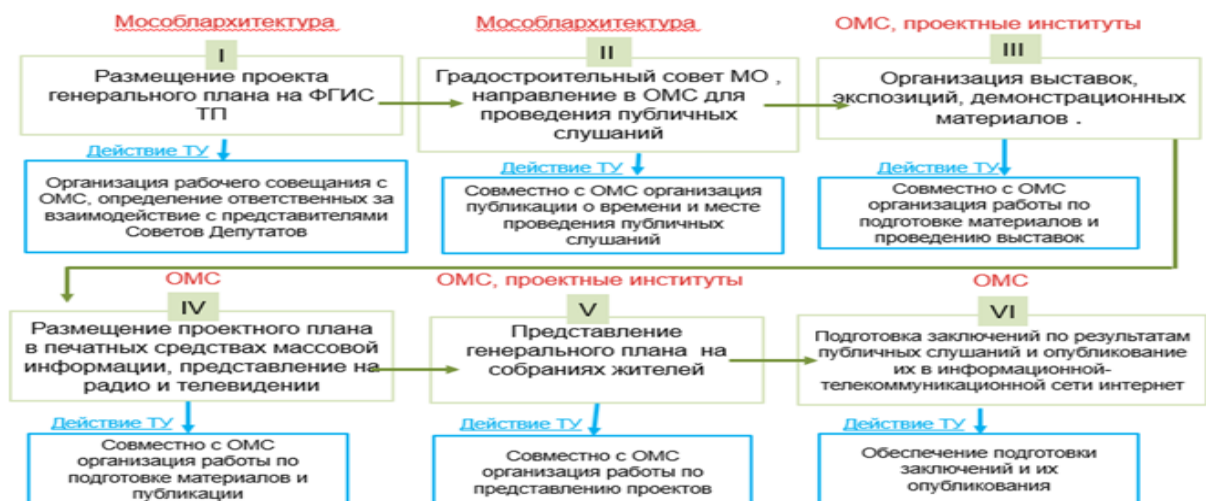 Мособлархитектура
I
Размещение проекта
генерального плана на ФГИС
ТП
Действие ТУ
Организация рабочего совещания с
ОМС, определение ответственных за
взаимодействие с представителями
Советов Депутатов
Мособлархитектура
II
Градостроительный совет МО ,
направление в ОМС для
проведения публичных
слушаний
Действие ТУ
Совместно с ОМС организация
публикации о времени и месте
проведения публичных
слушаний
ОМС, проектные институты
III
Организация выставок,
экспозиций, демонстрационных
материалов .
Действие ТУ
Совместно с ОМС
организация работы по
подготовке материалов и
проведению выставок
ОМС
IV
Размещение проектного плана
в печатных средствах массовой
информации, представление на
радио и телевидении
Действие ТУ
Совместно с ОМС
организация работы по
подготовке материалов и
публикации
ОМС, проектные институты
V
Представление
генерального плана на
собраниях жителей
Действие ТУ
Совместно с ОМС
организация работы по
представлению проектов
ОМС
VI
Подготовка заключений по результатам
публичных слушаний и опубликование
их в информационной-
телекоммуникационной сети интернет
Действие ТУ
Обеспечение подготовки
заключений и их
опубликования